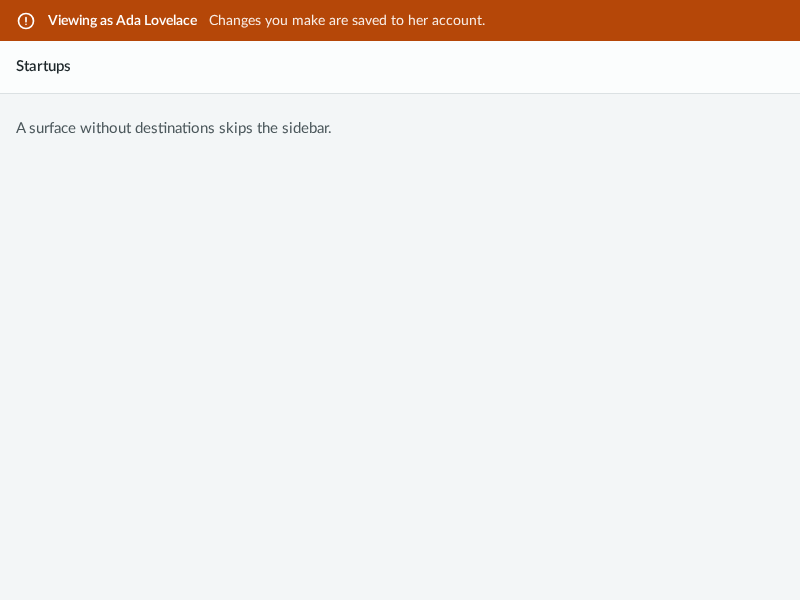 Viewing as Ada Lovelace Changes you make are saved to her account.
Startups
A surface without destinations skips the sidebar.